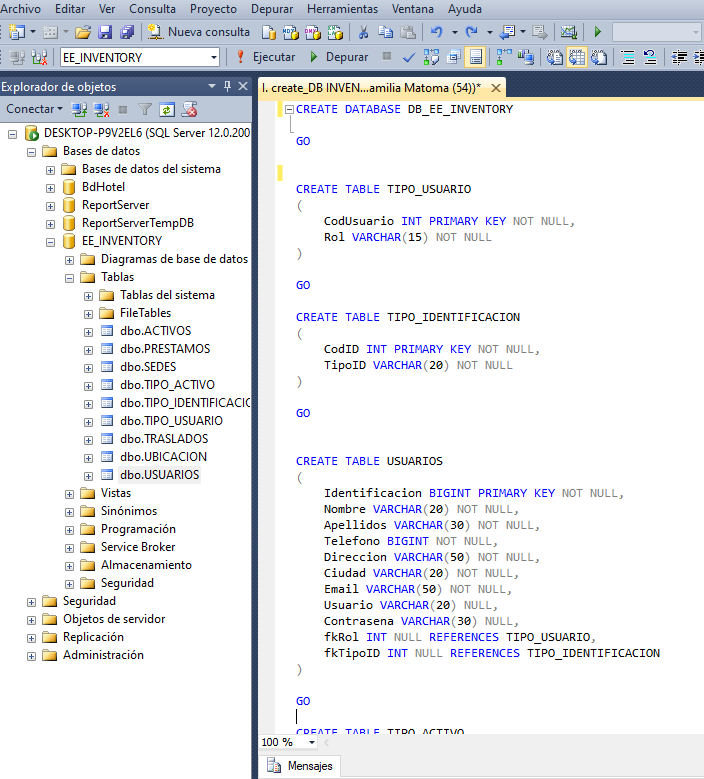 Archivo Editar Ver Consulta Proyecto Depurar Herramientas Ventana Ayuda
Nueva consulta
EE_INVENTORY Ejecutar Depurar
Explorador de objetos
Conectar
DESKTOP-P9V2EL6 (SQL Server 12.0.200
Bases de datos
Bases de datos del sistema
BdHotel
ReportServer
ReportServerTempDB
EE_INVENTORY
Diagramas de base de datos
Tablas
Tablas del sistema
FileTables
dbo.ACTIVOS
dbo.PRESTAMOS
dbo.SEDES
dbo.TIPO_ACTIVO
dbo.TIPO_IDENTIFICACIO
dbo.TIPO_USUARIO
dbo.TRASLADOS
dbo.UBICACION
dbo.USUARIOS
Vistas
Sinónimos
Programación
Service Broker
Almacenamiento
Seguridad
Seguridad
Objetos de servidor
Replicación
Administración
I. create_DB INVEN...amilia Matoma (54))*
CREATE DATABASE DB_EE_INVENTORY
GO
CREATE TABLE TIPO_USUARIO
(
CodUsuario INT PRIMARY KEY NOT NULL,
Rol VARCHAR(15) NOT NULL
)
GO
CREATE TABLE TIPO_IDENTIFICACION
(
CodID INT PRIMARY KEY NOT NULL,
TipoID VARCHAR(20) NOT NULL
)
GO
CREATE TABLE USUARIOS
(
Identificacion BIGINT PRIMARY KEY NOT NULL,
Nombre VARCHAR(20) NOT NULL,
Apellidos VARCHAR(30) NOT NULL,
Telefono BIGINT NOT NULL,
Direccion VARCHAR(50) NOT NULL,
Ciudad VARCHAR(20) NOT NULL,
Email VARCHAR(50) NOT NULL,
Usuario VARCHAR(20) NULL,
Contrasena VARCHAR(30) NULL,
fkRol INT NULL REFERENCES TIPO_USUARIO,
fkTipoID INT NULL REFERENCES TIPO_IDENTIFICACION
)
GO
CREATE TABLE TIPO_ACTIVO
100 %
Mensajes